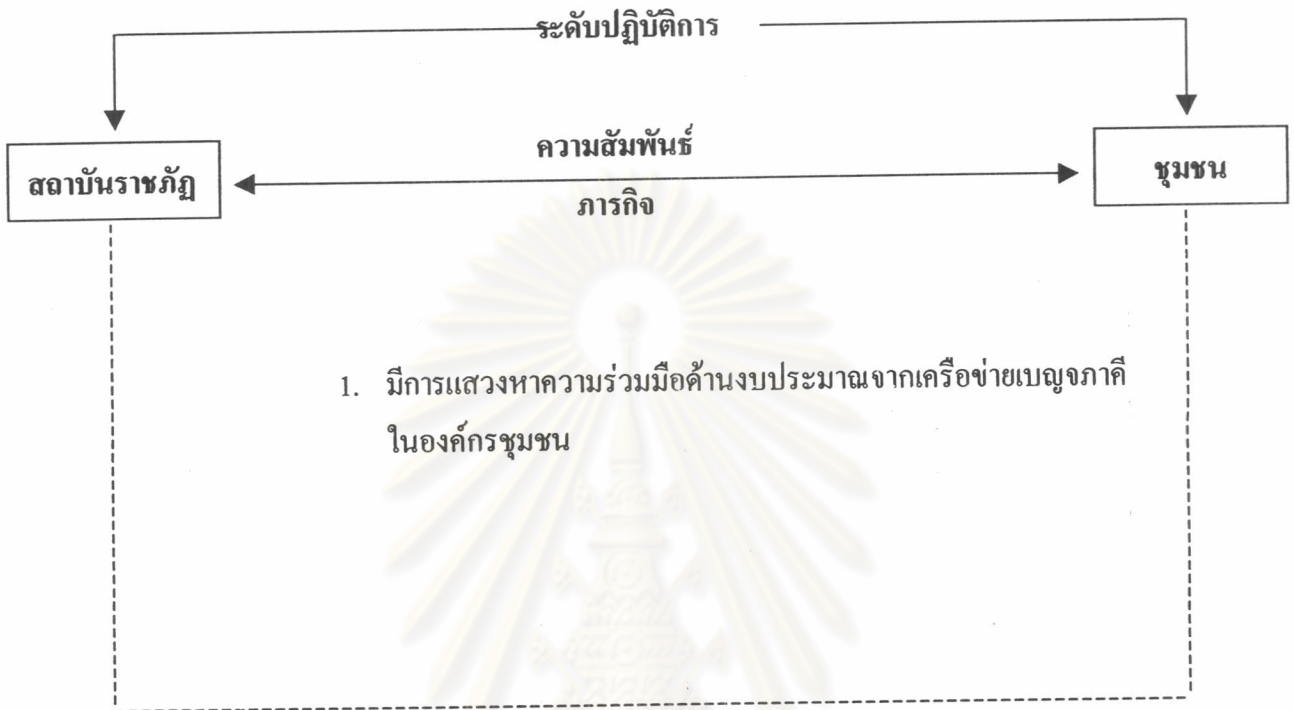 ระดับปฏิบัติการ
ความสัมพันธ์
สถาบันราชภัฏ
ชุมชน
ภารกิจ
1. มีการแสวงหาความร่วมมือด้านงบประมาณจากเครือข่ายเบญจภาคี
ในองค์กรชุมชน